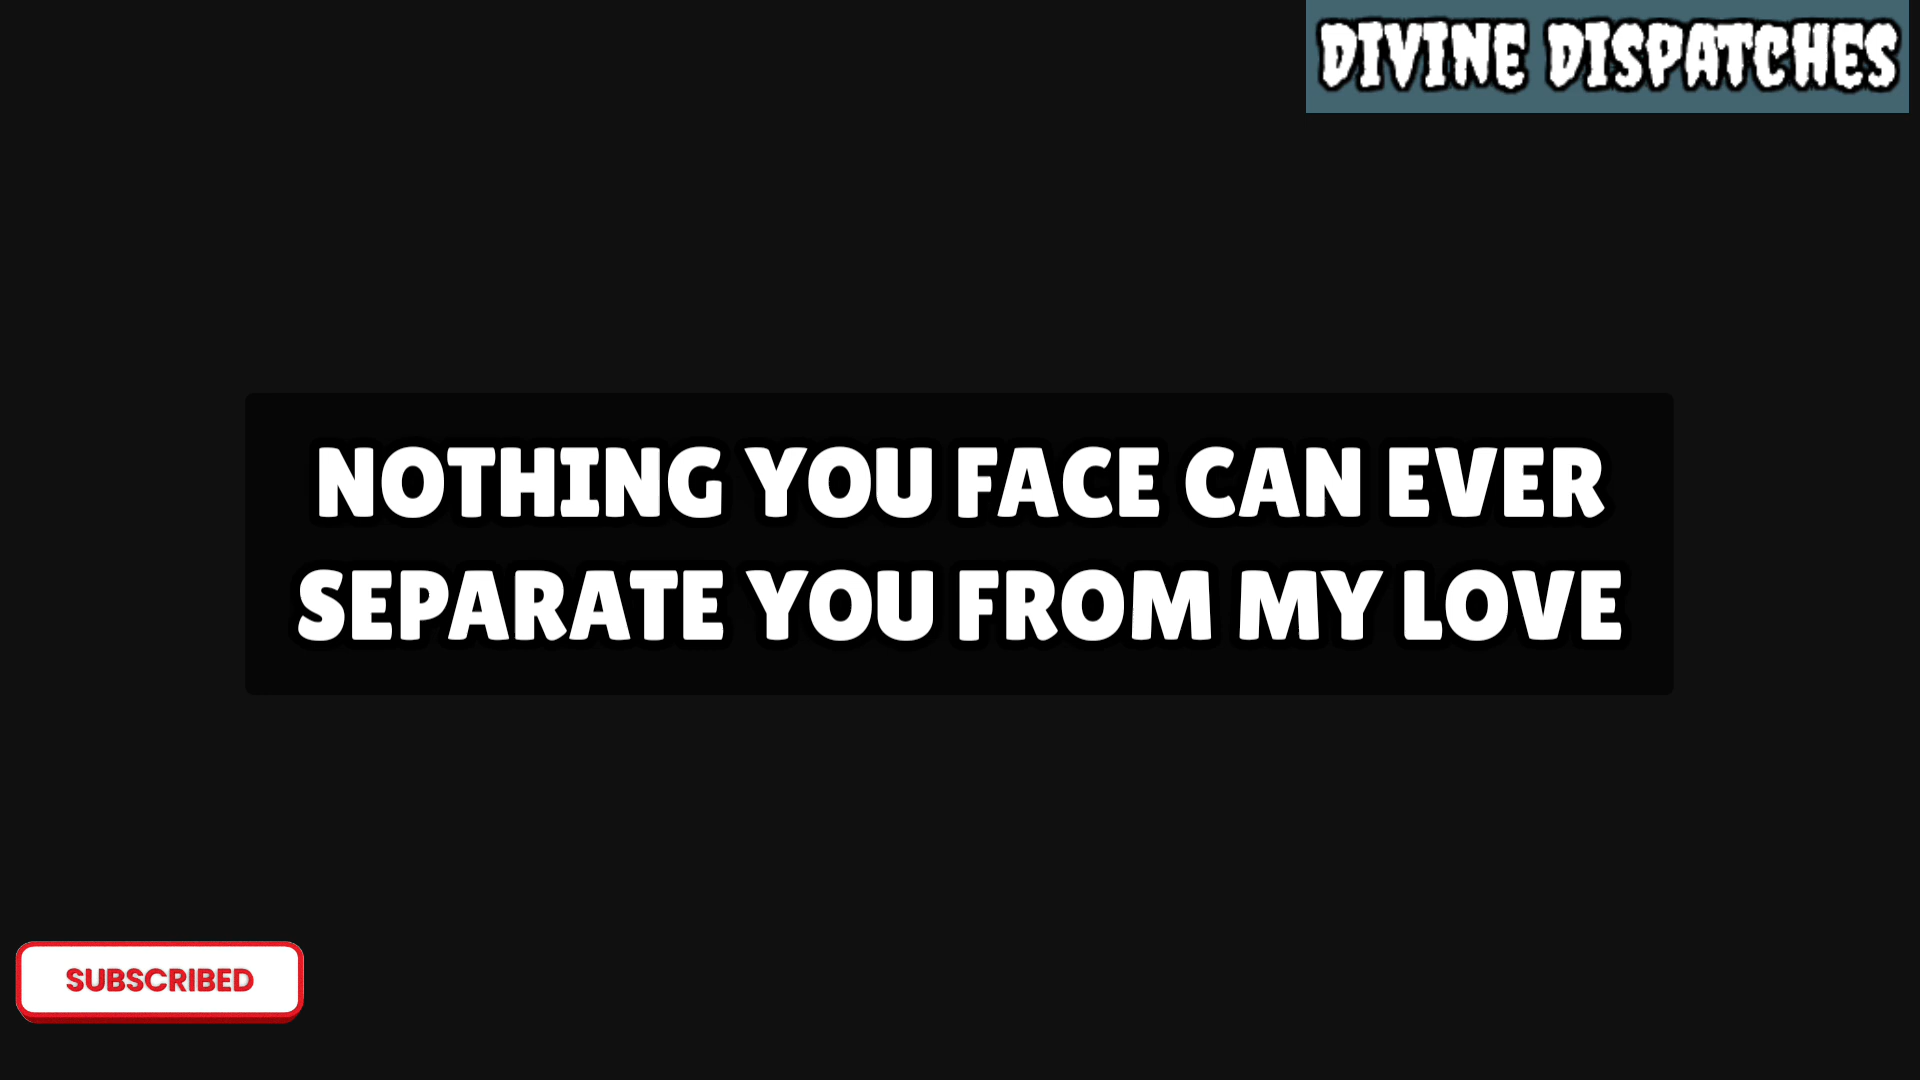 DIVINE DISPATCHES
NOTHING YOU FACE CAN EVER
SEPARATE YOU FROM MY LOVE
SUBSCRIBED